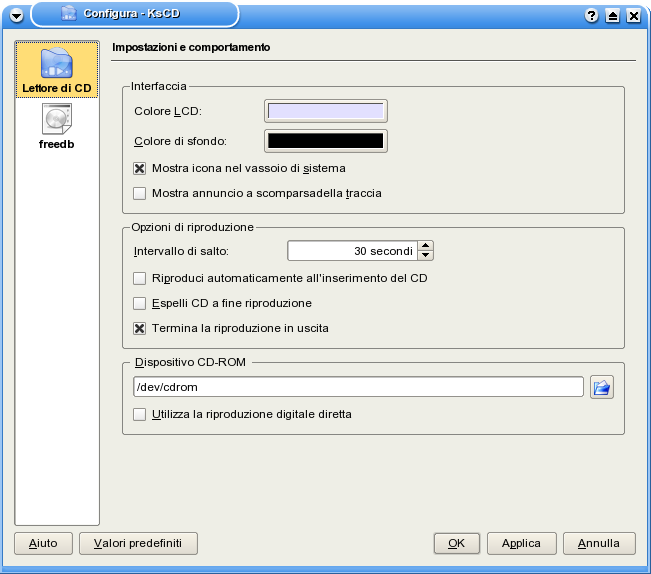 Configura - KsCD
Lettore di CD
freedb
Impostazioni e comportamento
Interfaccia
Colore LCD:
Colore di sfondo:
Mostra icona nel vassoio di sistema
Mostra annuncio a scomparsadella traccia
Opzioni di riproduzione
Intervallo di salto:
30 secondi
Riproduci automaticamente all'inserimento del CD
Espelli CD a fine riproduzione
Termina la riproduzione in uscita
Dispositivo CD-ROM
/dev/cdrom
Utilizza la riproduzione digitale diretta
Aiuto
Valori predefiniti
OK
Applica
Annulla